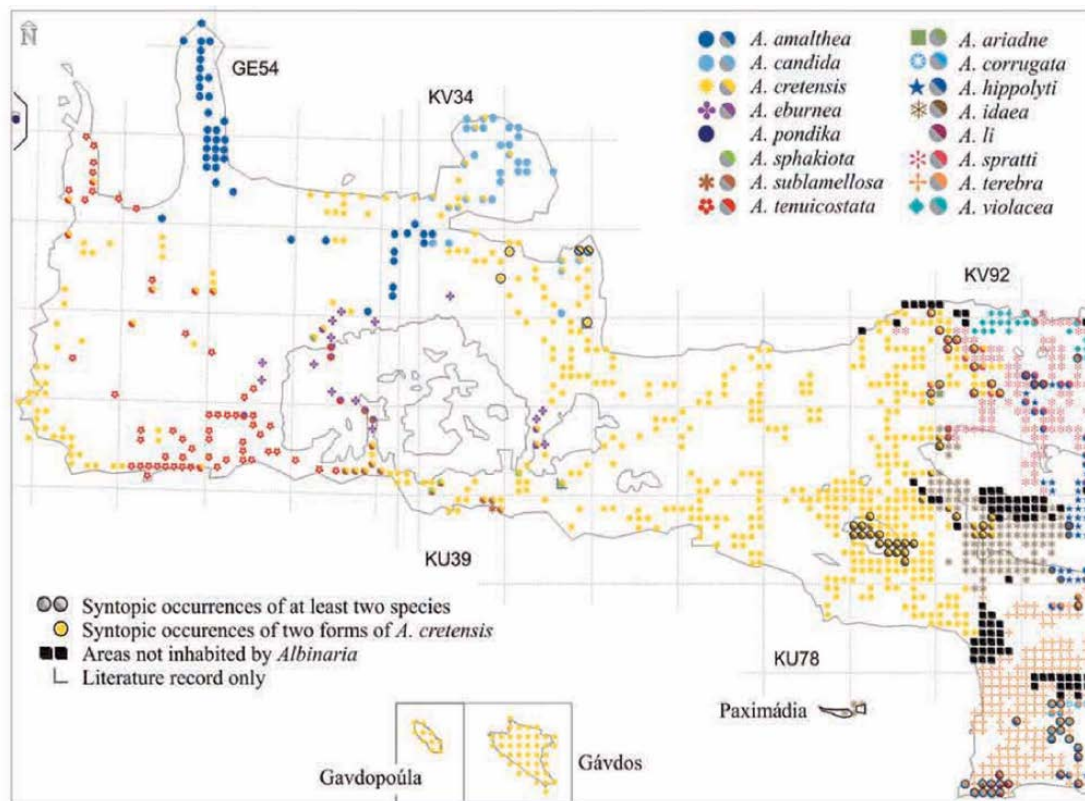 N
GE54
KV34
A. amalthea
A. candida
A. cretensis
A. eburnea
A. pondika
A. sphakiota
A. sublamellosa
A. tenuicostata
A. ariadne
A. corrugata
A. hippolyti
A. idaea
A. li
A. spratti
A. terebra
A. violacea
KV92
KU39
Syntopic occurrences of at least two species
Syntopic occurences of two forms of A. cretensis
Areas not inhabited by Albinaria
Literature record only
KU78
Paximádia
Gavdopoúla
Gávdos